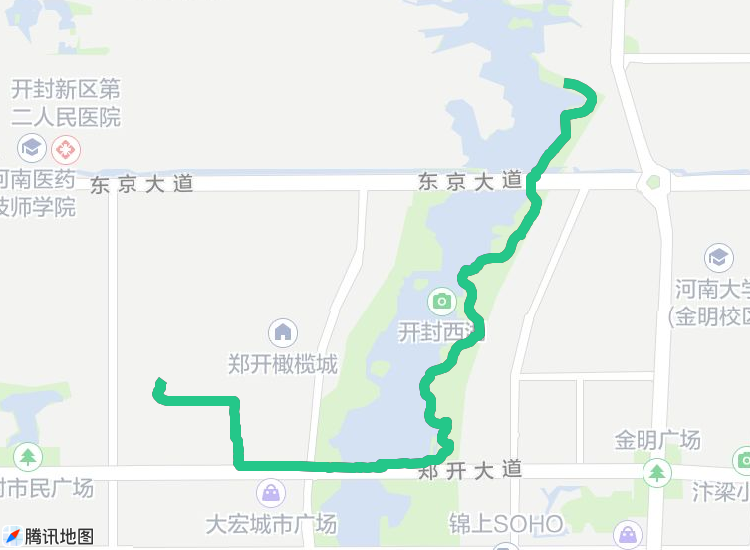 开封新区第
二人民医院
河南医药
技师学院
东京大道
东京大道
河南大学
(金明校区
开封西湖
郑开橄榄城
金明广场
郑开大道
市民广场
汴梁小
大宏城市广场
锦上SOHO
腾讯地图